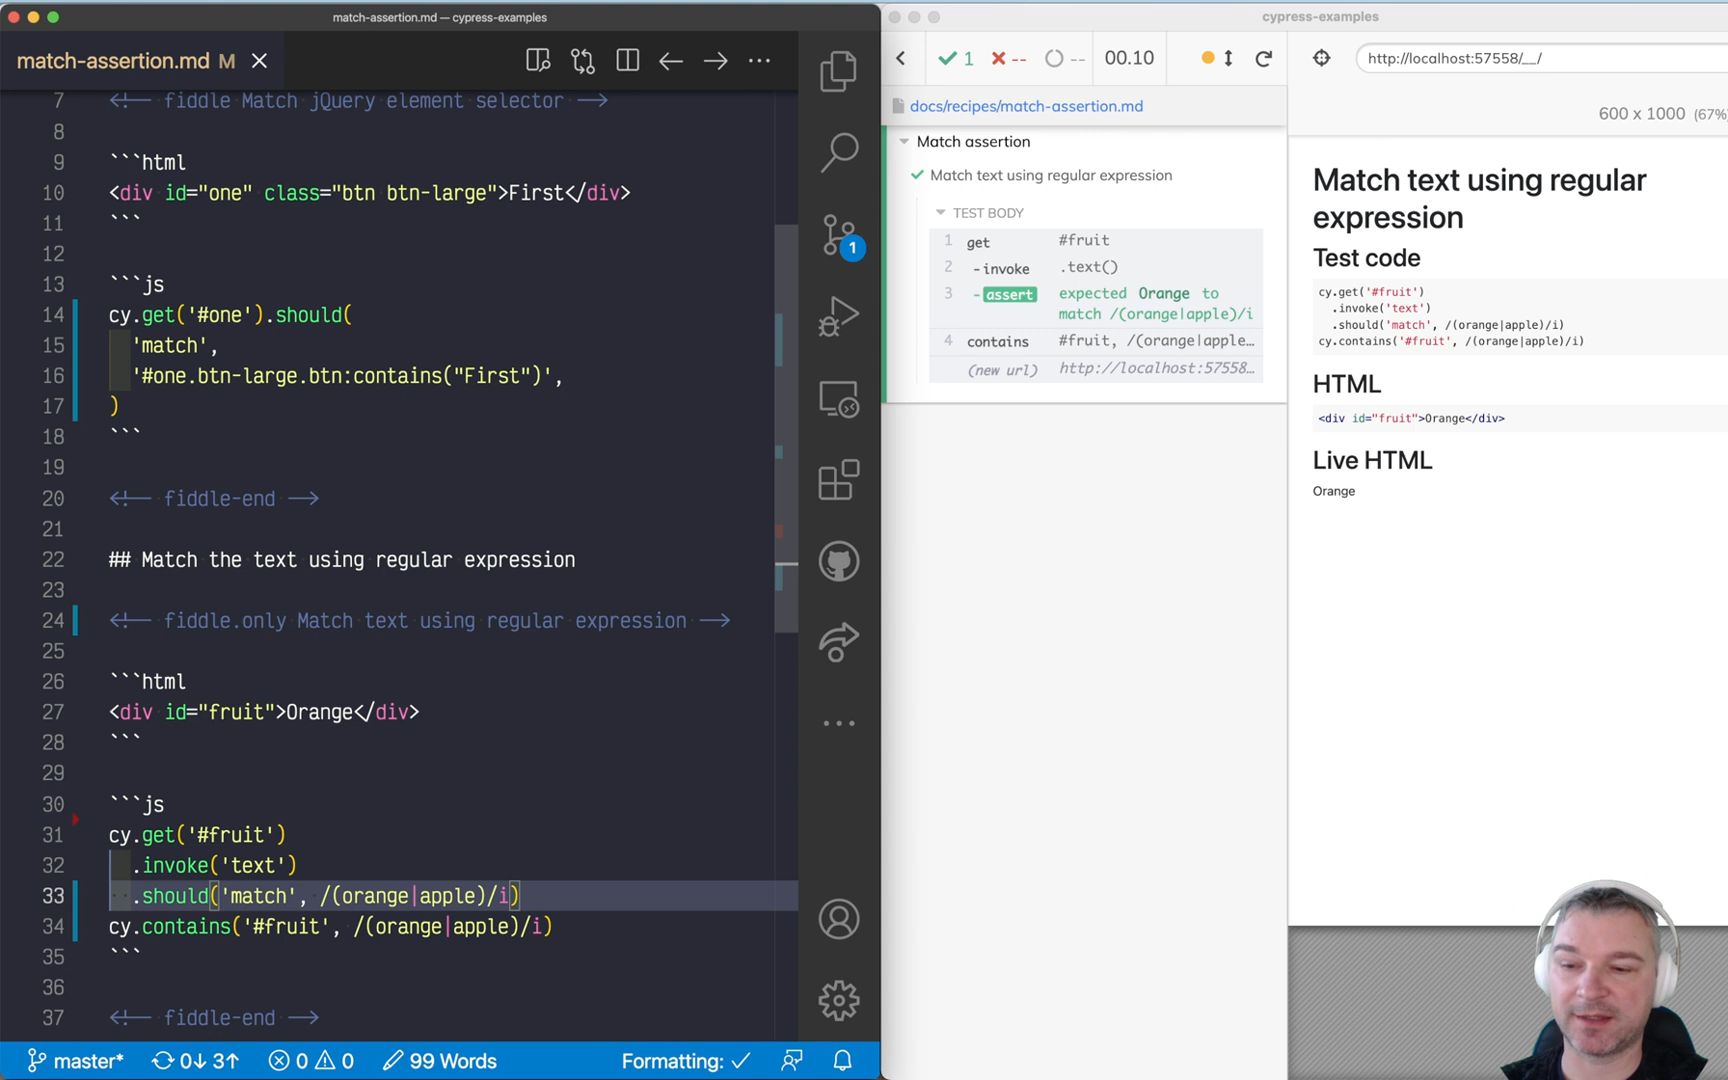 match-assertion.md — cypress-examples
match-assertion.md M
7 <!-- fiddle Match jQuery element selector -->
8
9 ```html
10 <div id="one" class="btn btn-large">First</div>
11 ```
12
13 ```js
14 cy.get('#one').should(
15 'match',
16 '#one.btn-large.btn:contains("First")',
17 )
18 ```
19
20 <!-- fiddle-end -->
21
22 ## Match the text using regular expression
23
24 <!-- fiddle.only Match text using regular expression -->
25
26 ```html
27 <div id="fruit">Orange</div>
28 ```
29
30 ```js
31 cy.get('#fruit')
32 .invoke('text')
33 .should('match', /(orange|apple)/i)
34 cy.contains('#fruit', /(orange|apple)/i)
35 ```
36
37 <!-- fiddle-end -->
1
master* 0↓ 3↑ 0 0 99 Words Formatting: ✓
cypress-examples
1 -- -- 00.10
http://localhost:57558/__/
docs/recipes/match-assertion.md
600 x 1000 (67%
Match assertion
Match text using regular expression
TEST BODY
1 get #fruit
2 -invoke .text()
3 -assert expected Orange to
match /(orange|apple)/i
4 contains #fruit, /(orange|apple…
(new url) http://localhost:57558…
Match text using regular
expression
Test code
cy.get('#fruit')
.invoke('text')
.should('match', /(orange|apple)/i)
cy.contains('#fruit', /(orange|apple)/i)
HTML
<div id="fruit">Orange</div>
Live HTML
Orange